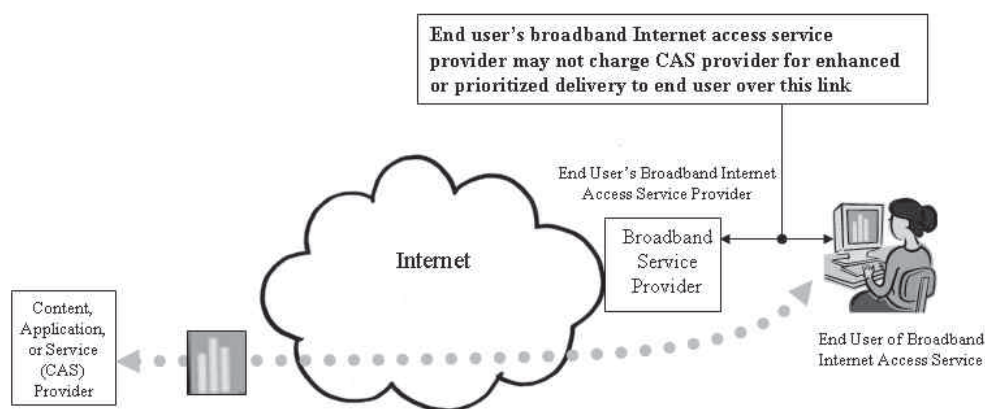 End user's broadband Internet access service
provider may not charge CAS provider for enhanced
or prioritized delivery to end user over this link
End User's Broadband Internet
Access Service Provider
Internet
Broadband
Service
Provider
Content,
Application,
or Service
(CAS)
Provider
End User of Broadband
Internet Access Service